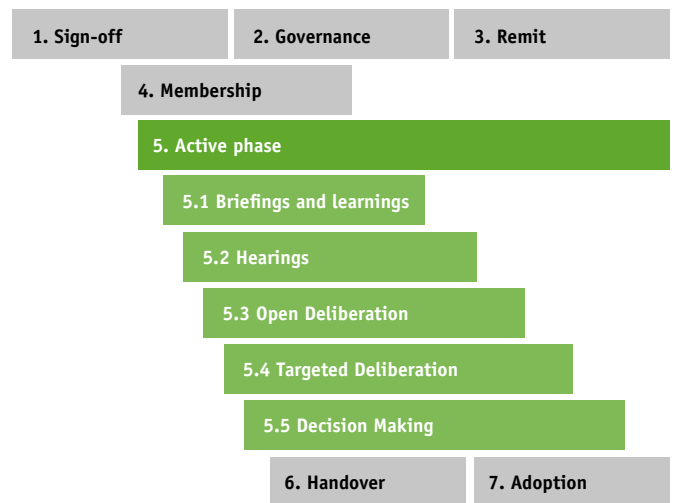 1. Sign-off
2. Governance
3. Remit
4. Membership
5. Active phase
5.1 Briefings and learnings
5.2 Hearings
5.3 Open Deliberation
5.4 Targeted Deliberation
5.5 Decision Making
6. Handover
7. Adoption